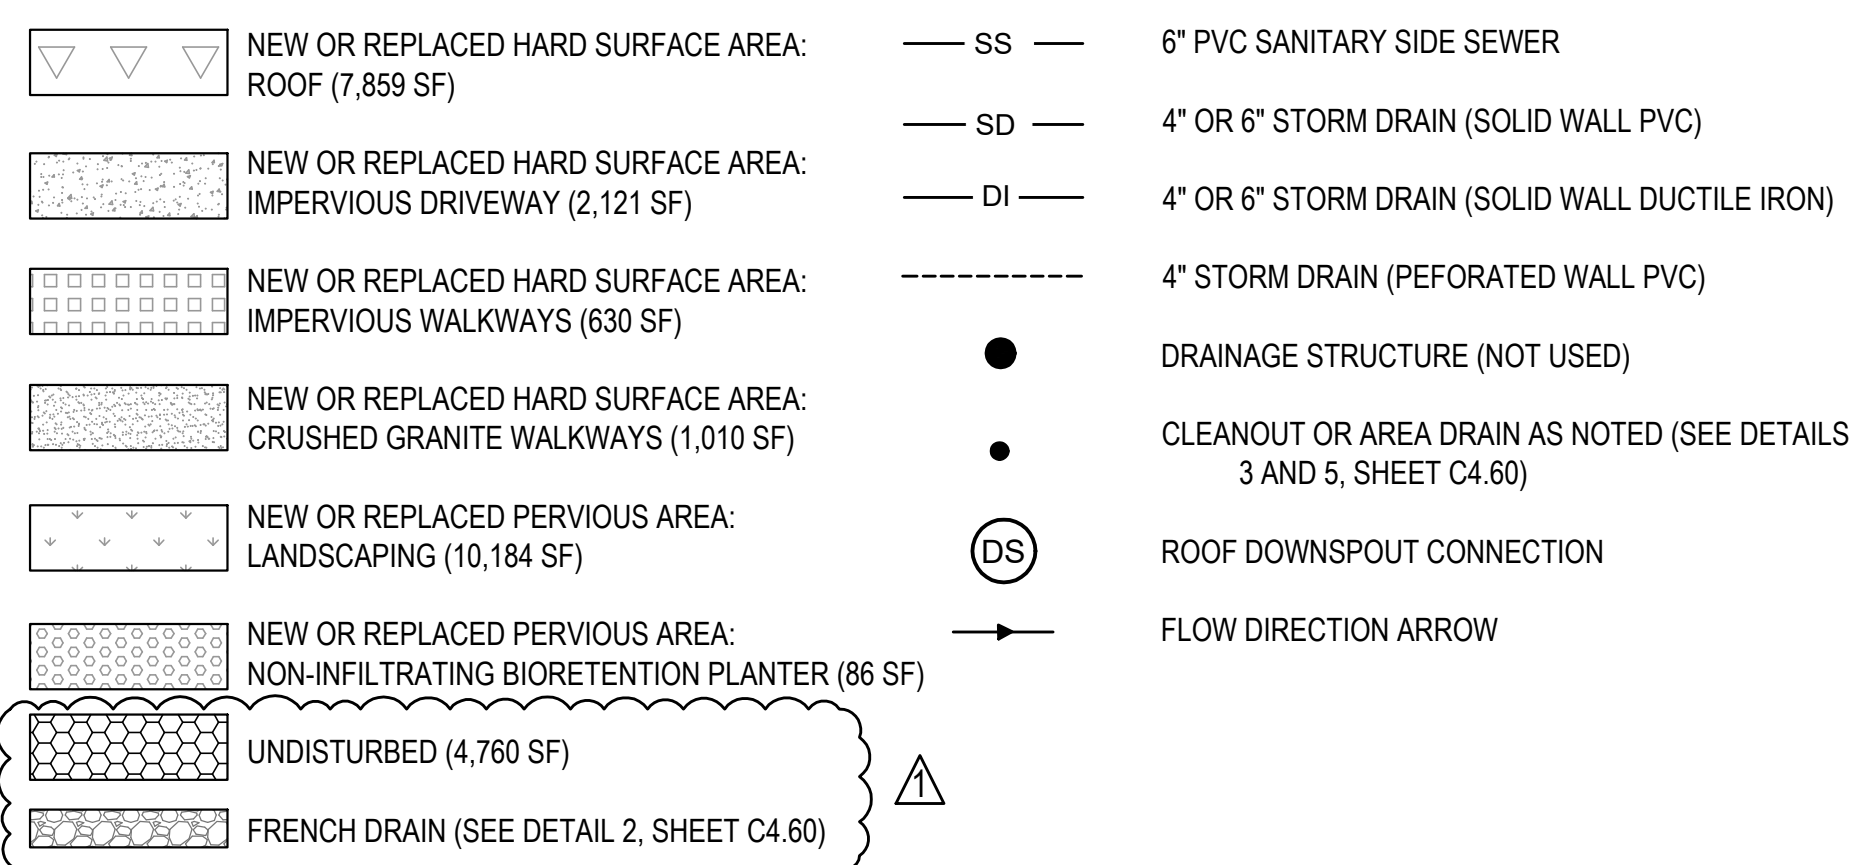 NEW OR REPLACED HARD SURFACE AREA:
ROOF (7,859 SF)
NEW OR REPLACED HARD SURFACE AREA:
IMPERVIOUS DRIVEWAY (2,121 SF)
NEW OR REPLACED HARD SURFACE AREA:
IMPERVIOUS WALKWAYS (630 SF)
NEW OR REPLACED HARD SURFACE AREA:
CRUSHED GRANITE WALKWAYS (1,010 SF)
NEW OR REPLACED PERVIOUS AREA:
LANDSCAPING (10,184 SF)
NEW OR REPLACED PERVIOUS AREA:
NON-INFILTRATING BIORETENTION PLANTER (86 SF)
UNDISTURBED (4,760 SF)
1
FRENCH DRAIN (SEE DETAIL 2, SHEET C4.60)
SS 6" PVC SANITARY SIDE SEWER
SD 4" OR 6" STORM DRAIN (SOLID WALL PVC)
DI 4" OR 6" STORM DRAIN (SOLID WALL DUCTILE IRON)
4" STORM DRAIN (PEFORATED WALL PVC)
DRAINAGE STRUCTURE (NOT USED)
CLEANOUT OR AREA DRAIN AS NOTED (SEE DETAILS
3 AND 5, SHEET C4.60)
DS ROOF DOWNSPOUT CONNECTION
FLOW DIRECTION ARROW